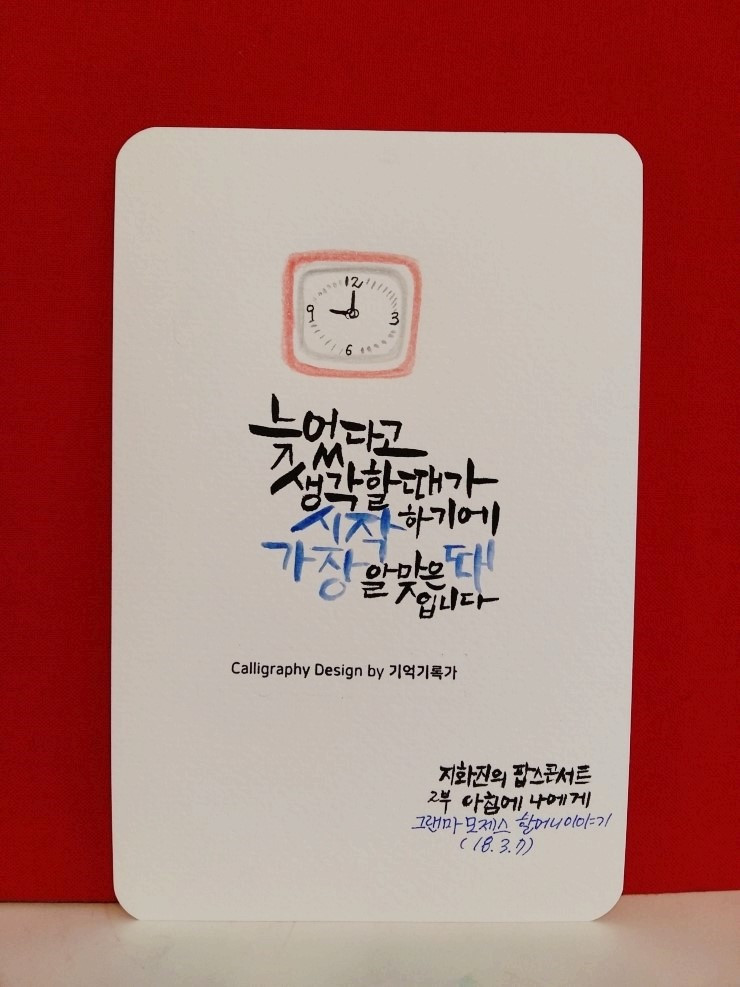 12
9
3
6
늦었다고
생각할때가
시작하기에
가장 알맞은 때
입니다
Calligraphy Design by 기억기록가
지화진의 팝스콘서트
2부 아침에 나에게
그랜마 모제스 할머니이야기
(18.3.7)